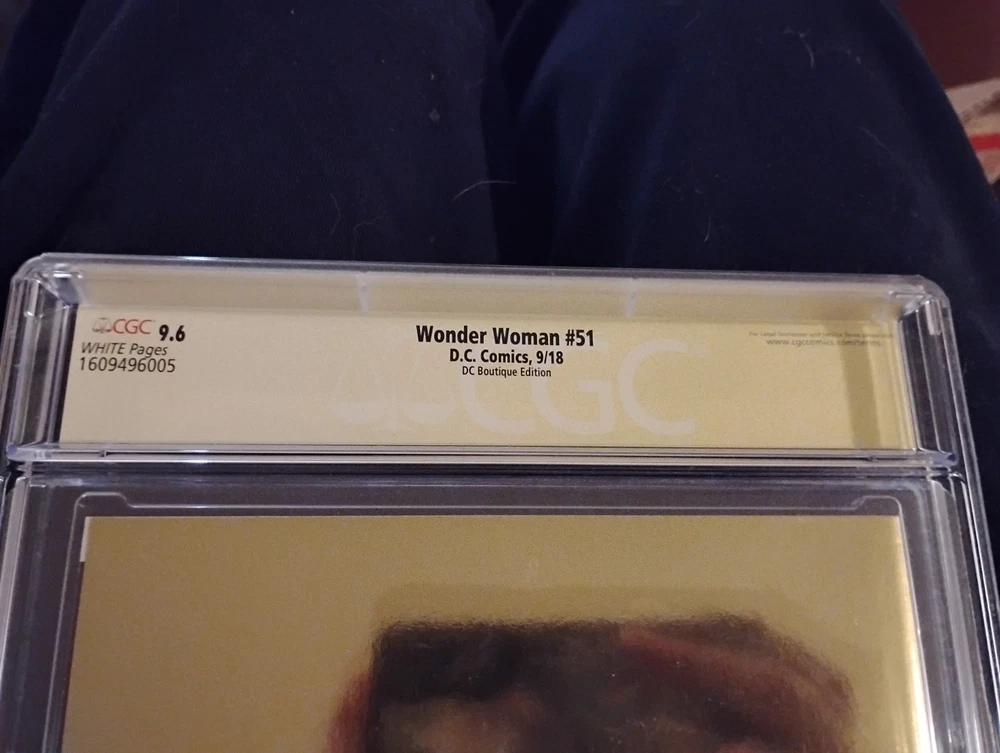 CGC 9.6
WHITE Pages
1609496005
Wonder Woman #51
D.C. Comics, 9/18
DC Boutique Edition
www.cgccomics.com/terms
CGC